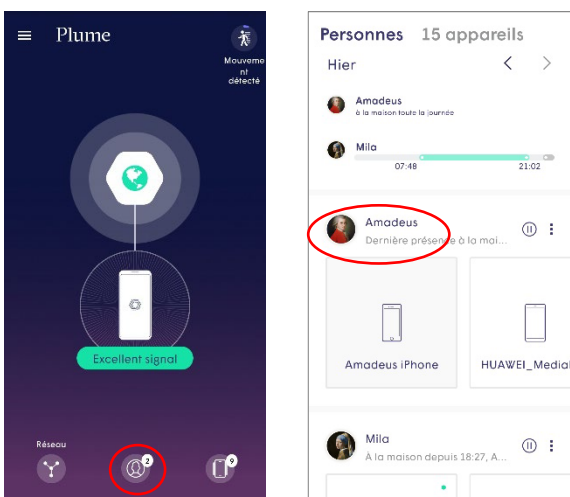 Plume
Mouveme
nt
détecté
Excellent signal
Réseau
2
9
Personnes 15 appareils
Hier
Amadeus
à la maison toute la journée
Mila
07:48 21:02
Amadeus
Dernière présence à la mai...
Amadeus iPhone
HUAWEI_Media
Mila
À la maison depuis 18:27, A...